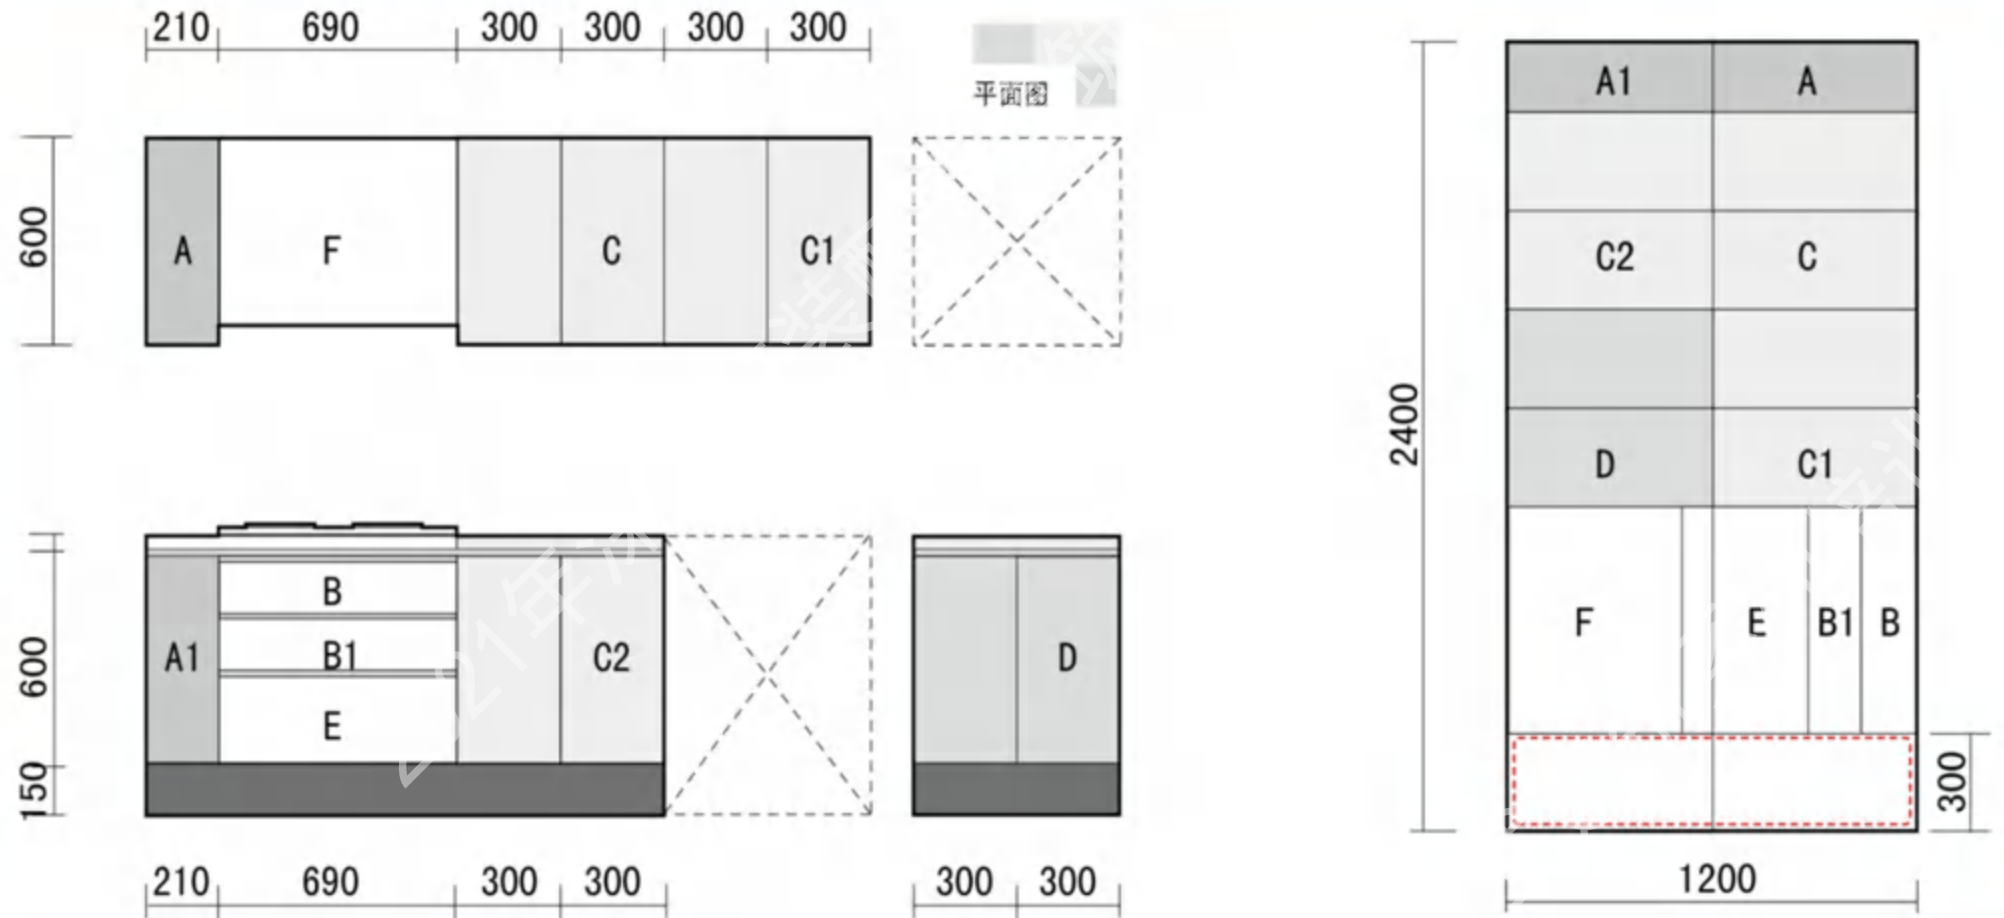 210 690 300 300 300 300
平面图
600
A F C C1
B
B1
A1 C2
E
D
600
150
210 690 300 300
300 300
A1 A
C2 C
D C1
F E B1 B
2400
300
1200